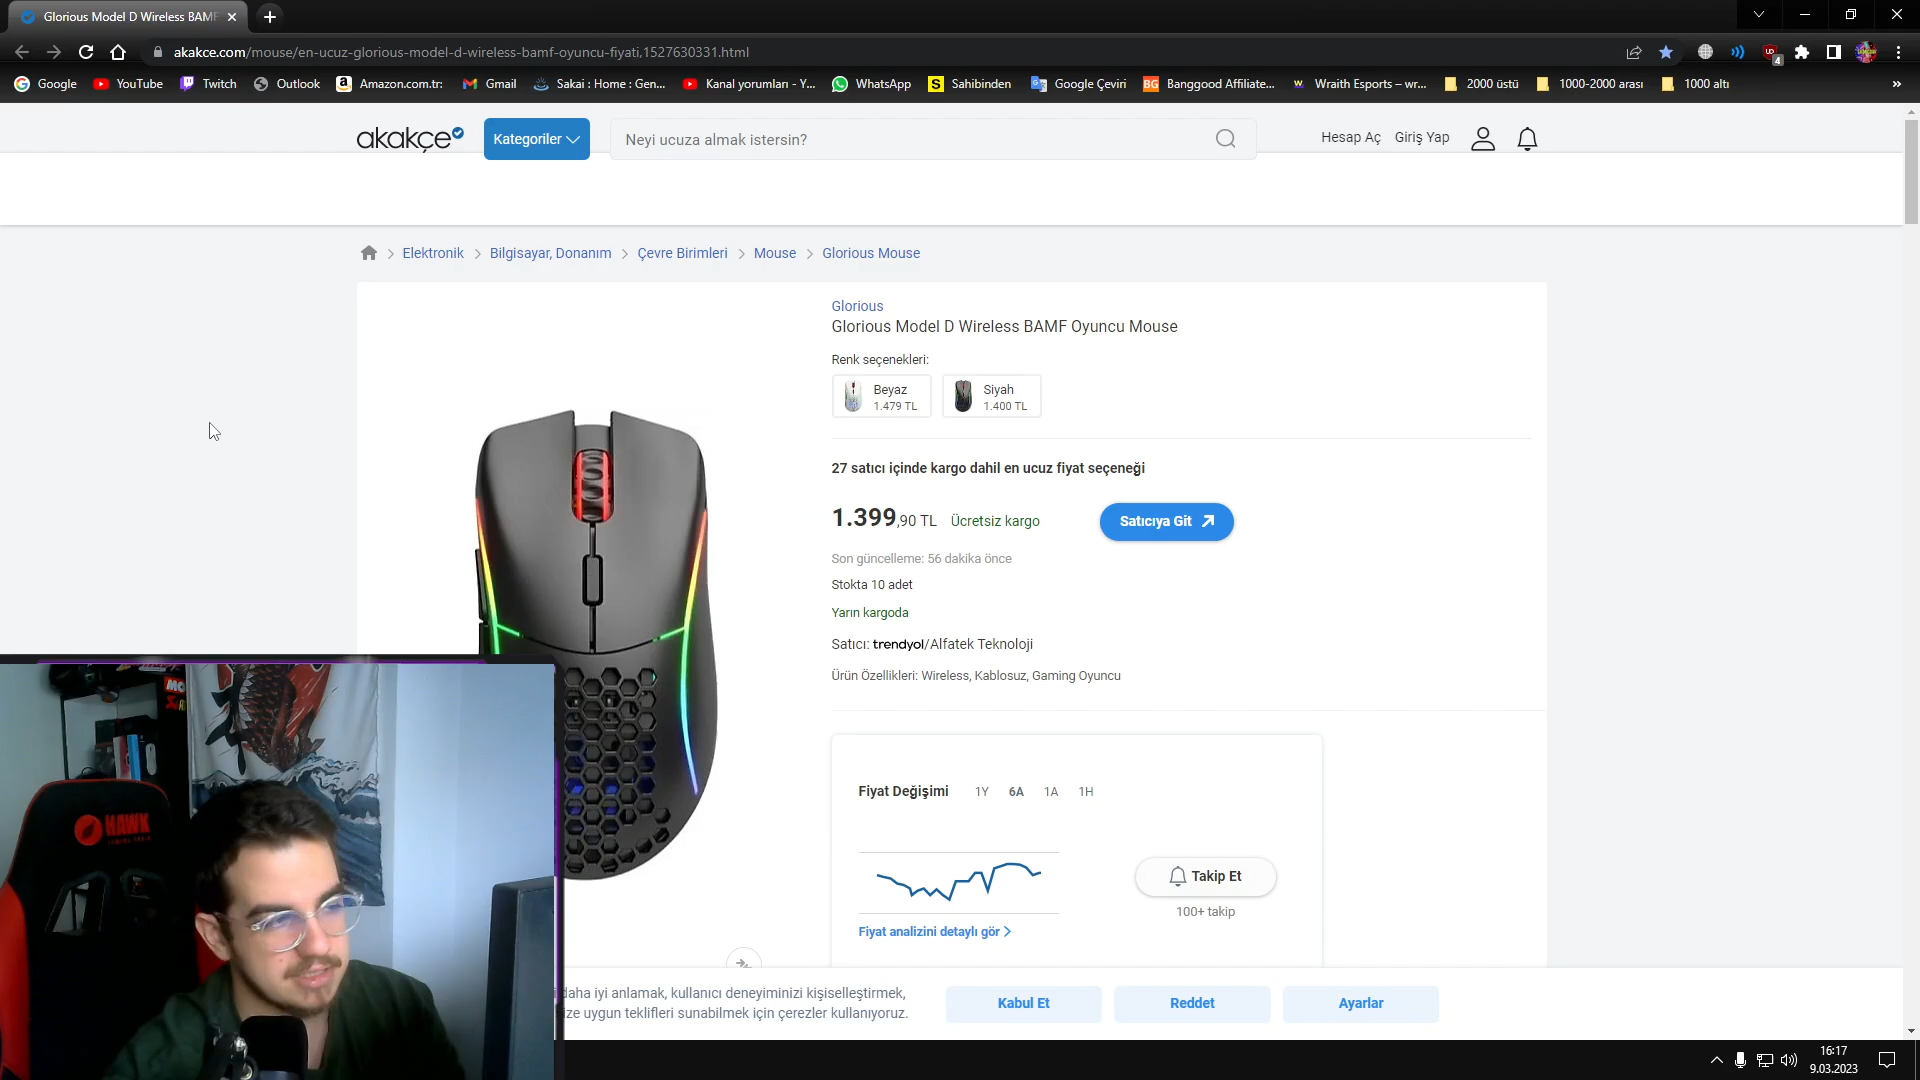 Glorious Model D Wireless BAMF
akakce.com/mouse/en-ucuz-glorious-model-d-wireless-bamf-oyuncu-fiyati,1527630331.html
4
Google
YouTube
Twitch
Outlook
Amazon.com.tr:
Gmail
Sakai : Home : Gen...
Kanal yorumları - Y...
WhatsApp
Sahibinden
Google Çeviri
Banggood Affiliate...
Wraith Esports – wr...
2000 üstü
1000-2000 arası
1000 altı
akakçe
Kategoriler
Neyi ucuza almak istersin?
Hesap Aç
Giriş Yap
Elektronik
Bilgisayar, Donanım
Çevre Birimleri
Mouse
Glorious Mouse
Glorious
Glorious Model D Wireless BAMF Oyuncu Mouse
Renk seçenekleri:
Beyaz
1.479 TL
Siyah
1.400 TL
27 satıcı içinde kargo dahil en ucuz fiyat seçeneği
1.399,90 TL Ücretsiz kargo
Satıcıya Git
Son güncelleme: 56 dakika önce
Stokta 10 adet
Yarın kargoda
Satıcı: trendyol/Alfatek Teknoloji
Ürün Özellikleri: Wireless, Kablosuz, Gaming Oyuncu
Fiyat Değişimi 1Y 6A 1A 1H
Takip Et
100+ takip
Fiyat analizini detaylı gör
daha iyi anlamak, kullanıcı deneyiminizi kişiselleştirmek,
ize uygun teklifleri sunabilmek için çerezler kullanıyoruz.
Kabul Et
Reddet
Ayarlar
HAWK
16:17
9.03.2023